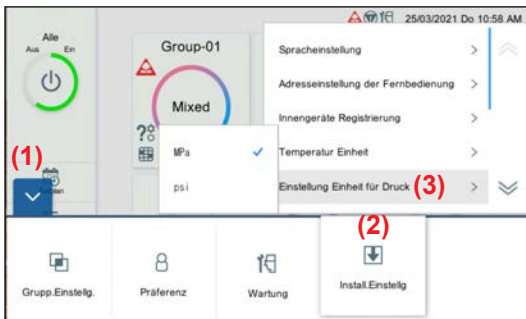 25/03/2021 Do 10:58 AM
Alle
Aus Ein
Group-01
Mixed
Spracheinstellung
Adresseinstellung der Fernbedienung
Innengeräte Registrierung
Temperatur Einheit
Einstellung Einheit für Druck (3)
MPa
psi
(1)
(2)
Grupp.Einstellg.
Präferenz
Wartung
Install.Einstellg